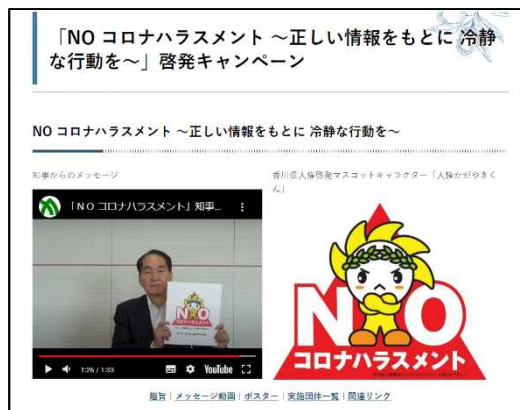 「NO コロナハラスメント ～正しい情報をもとに 冷静
な行動を～」啓発キャンペーン
NO コロナハラスメント ～正しい情報をもとに 冷静な行動を～
知事からのメッセージ
香川県人権啓発マスコットキャラクター「人権かがやきく
ん」
「NO コロナハラスメント」知事...
NO
コロナハラスメント
1:26 / 1:33
YouTube
NO
コロナハラスメント
趣旨 | メッセージ動画 | ポスター | 実施団体一覧 | 関連リンク